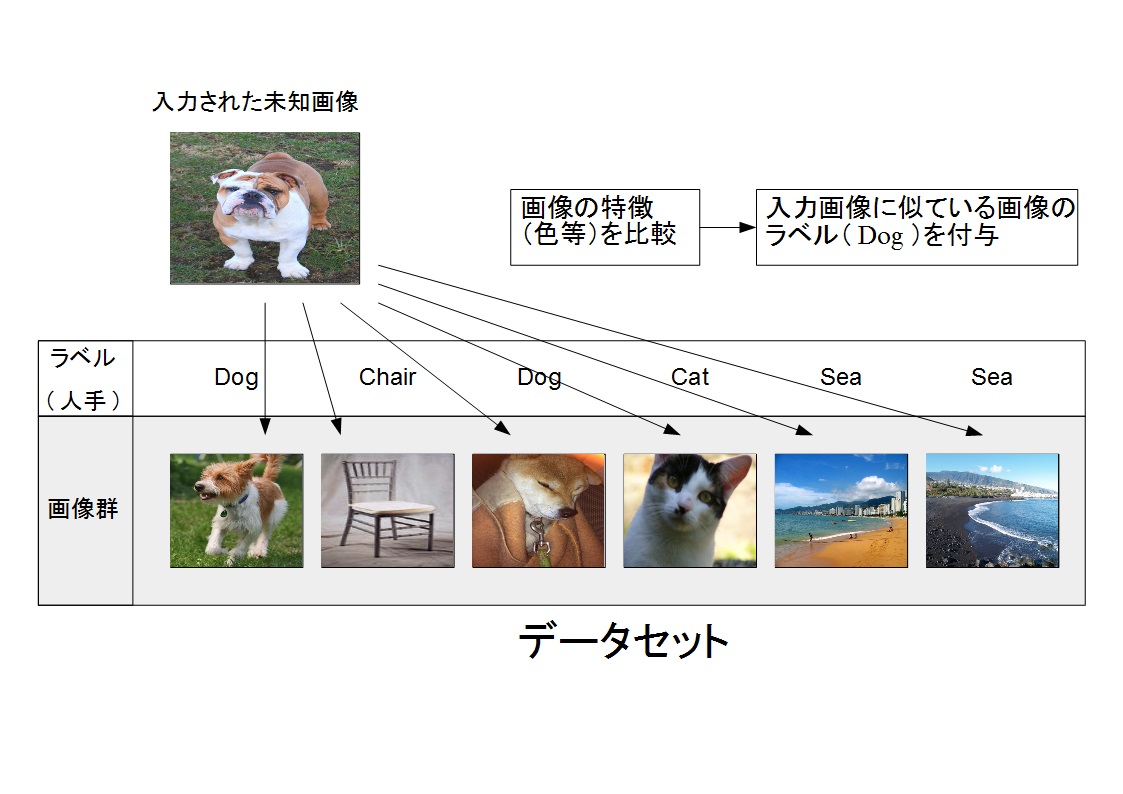 入力された未知画像
画像の特徴
（色等）を比較
入力画像に似ている画像の
ラベル（ Dog ）を付与
ラベル
（人手）
Dog
Chair
Dog
Cat
Sea
Sea
画像群
データセット